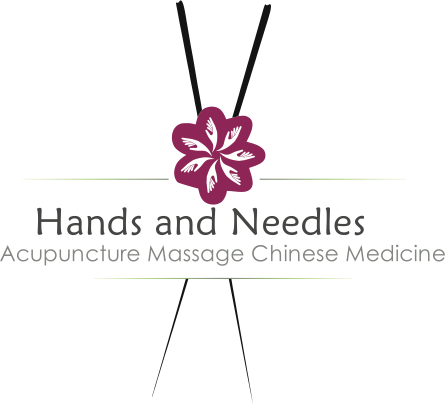 Hands and Needles
Acupuncture Massage Chinese Medicine